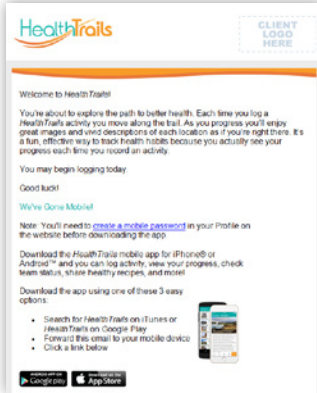 HealthTrails
CLIENT
LOGO
HERE
Welcome to HealthTrails!
You're about to explore the path to better health. Each time you log a
HealthTrails activity you move along the trail. As you progress you'll enjoy
great images and vivid descriptions of each location as if you're right there. It's
a fun, effective way to track health habits because you actually see your
progress each time you record an activity.
You may begin logging today
Good luck!
We've Gone Mobile!
Note: You'll need to create a mobile password in your Profile on
the website before downloading the app
Download the HealthTrails mobile app for iPhone® or
Android™ and you can log activity, view your progress, check
team status, share healthy recipes, and more!
Download the app using one of these 3 easy
options:
• Search for HealthTrails on iTunes or
HealthTrails on Google Play
• Forward this email to your mobile device
• Click a link below
ANDROID APP ON
Google play
Download on the
App Store